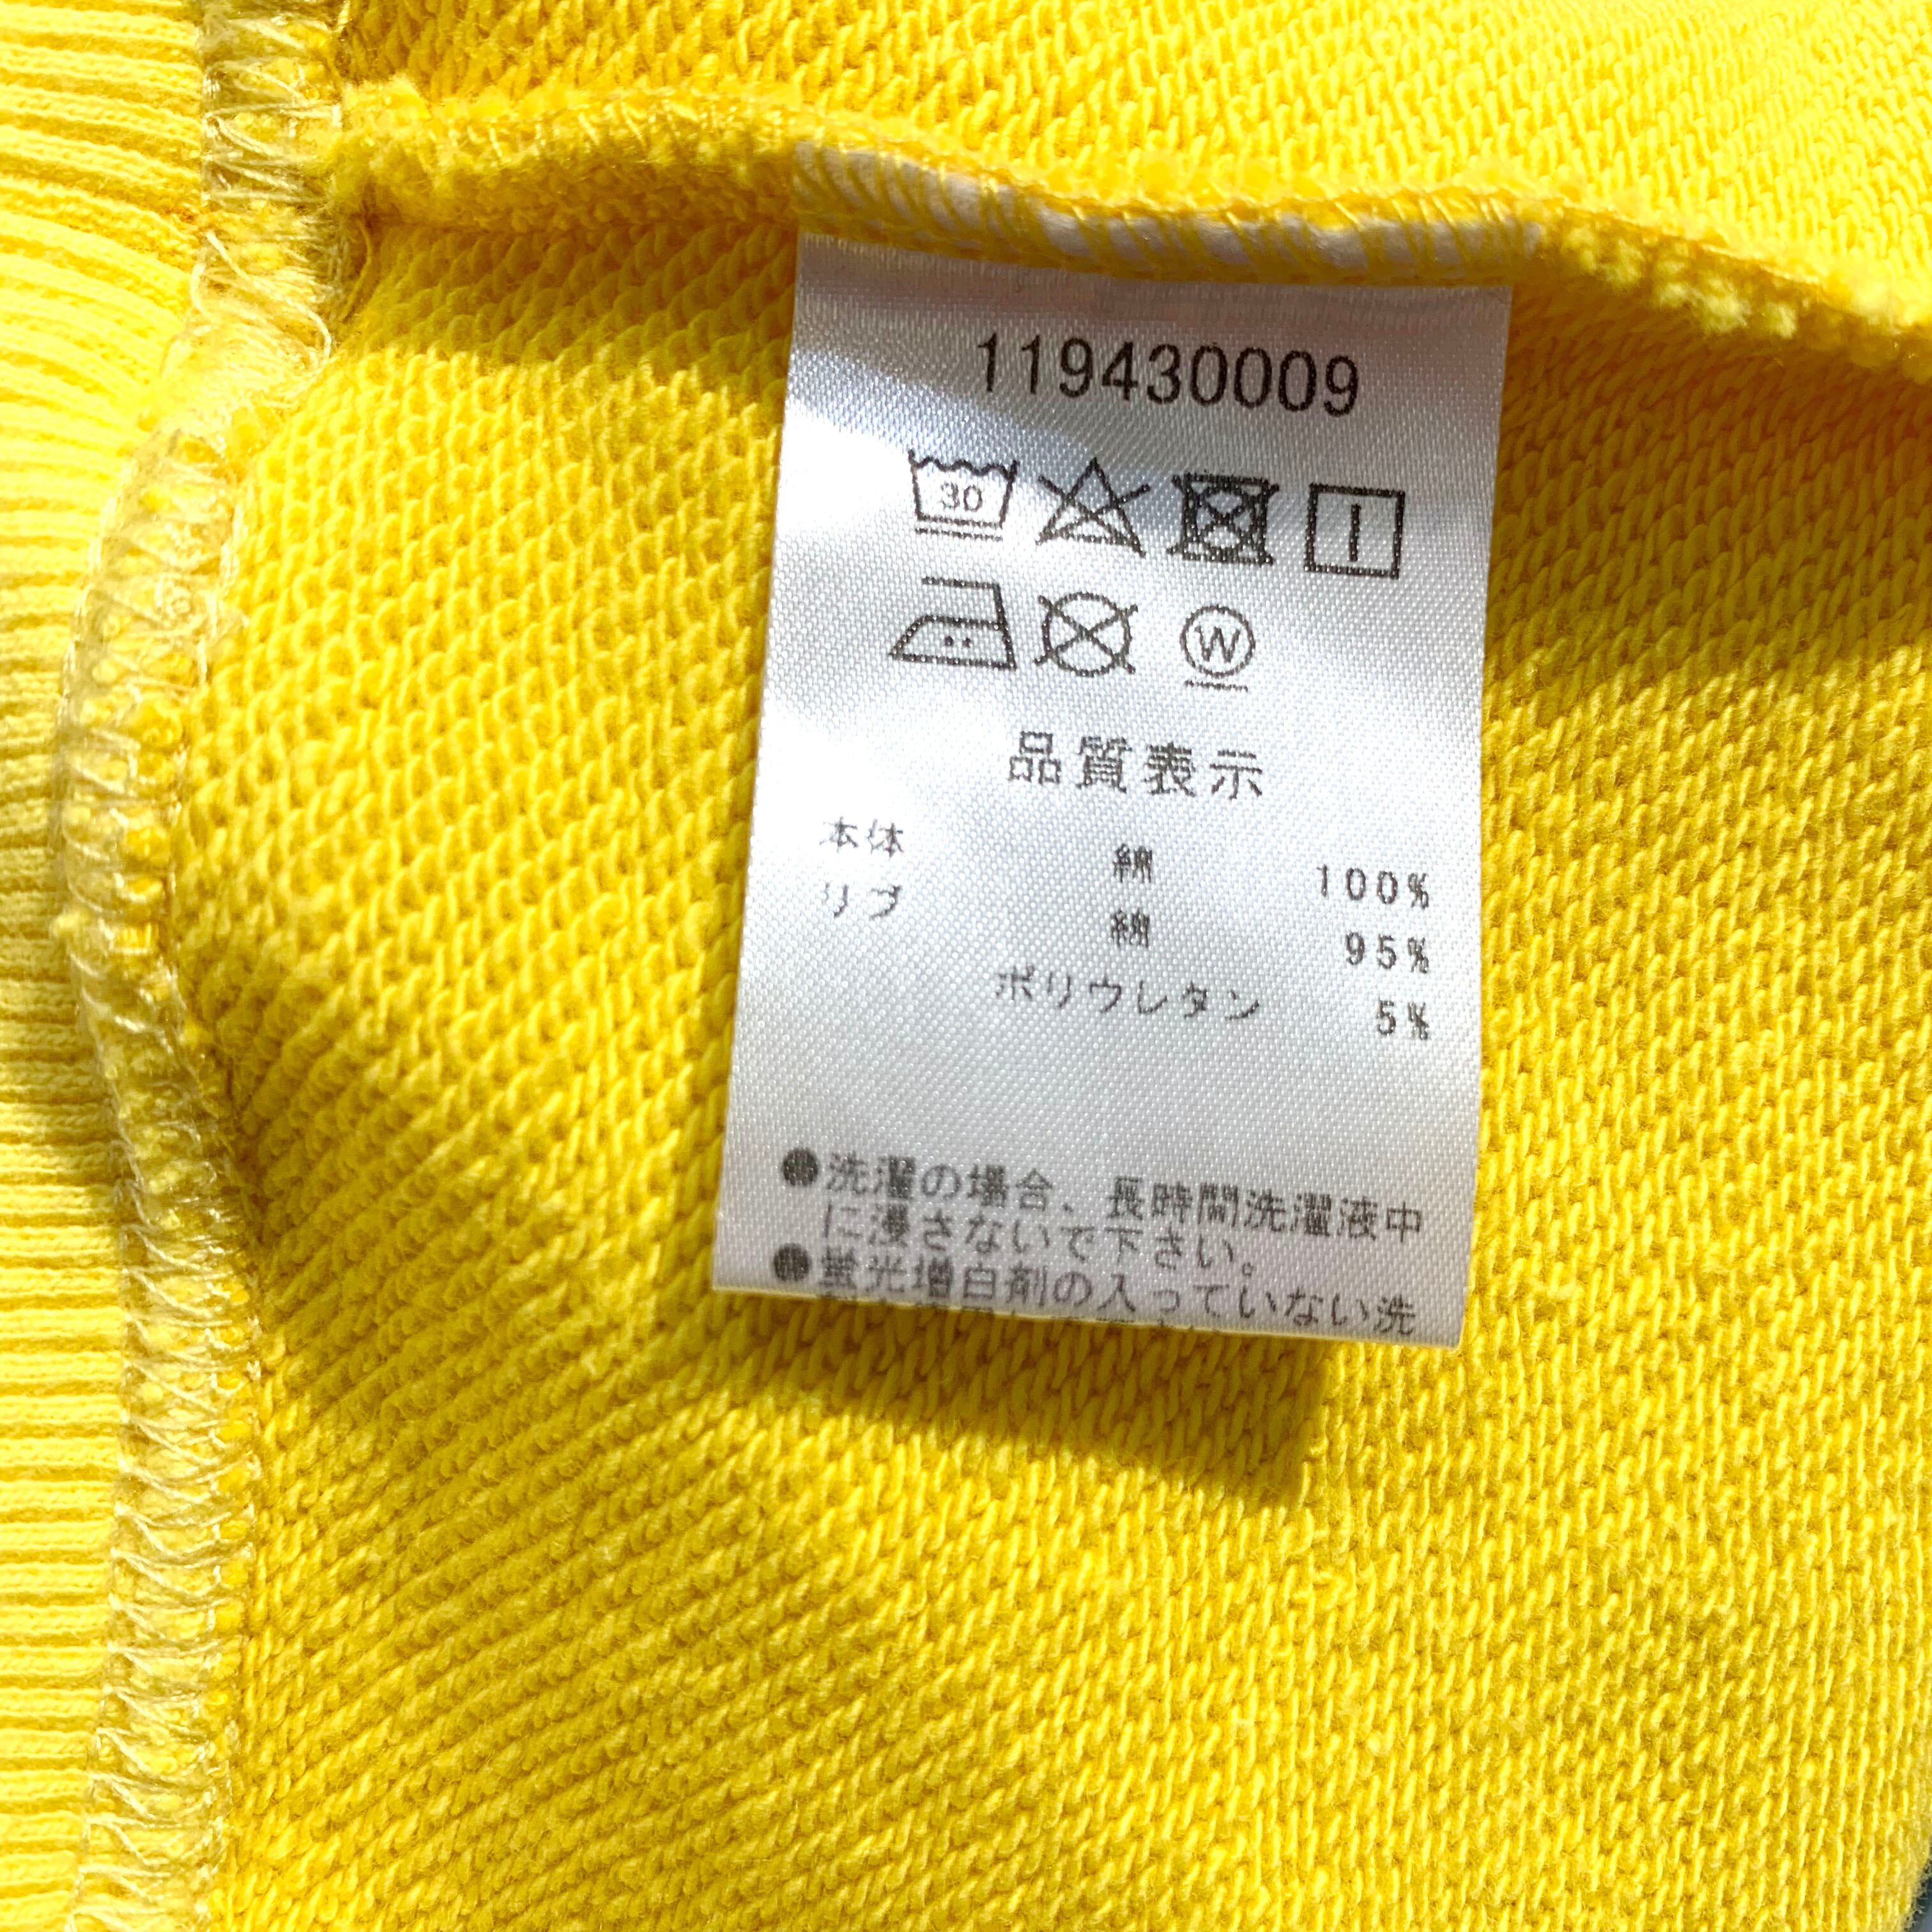 119430009
30
W
品質表示
本体 綿 100%
リブ 綿 95%
ポリウレタン 5%
●洗濯の場合、長時間洗濯液中
に浸さないで下さい。
●蛍光増白剤の入っていない洗